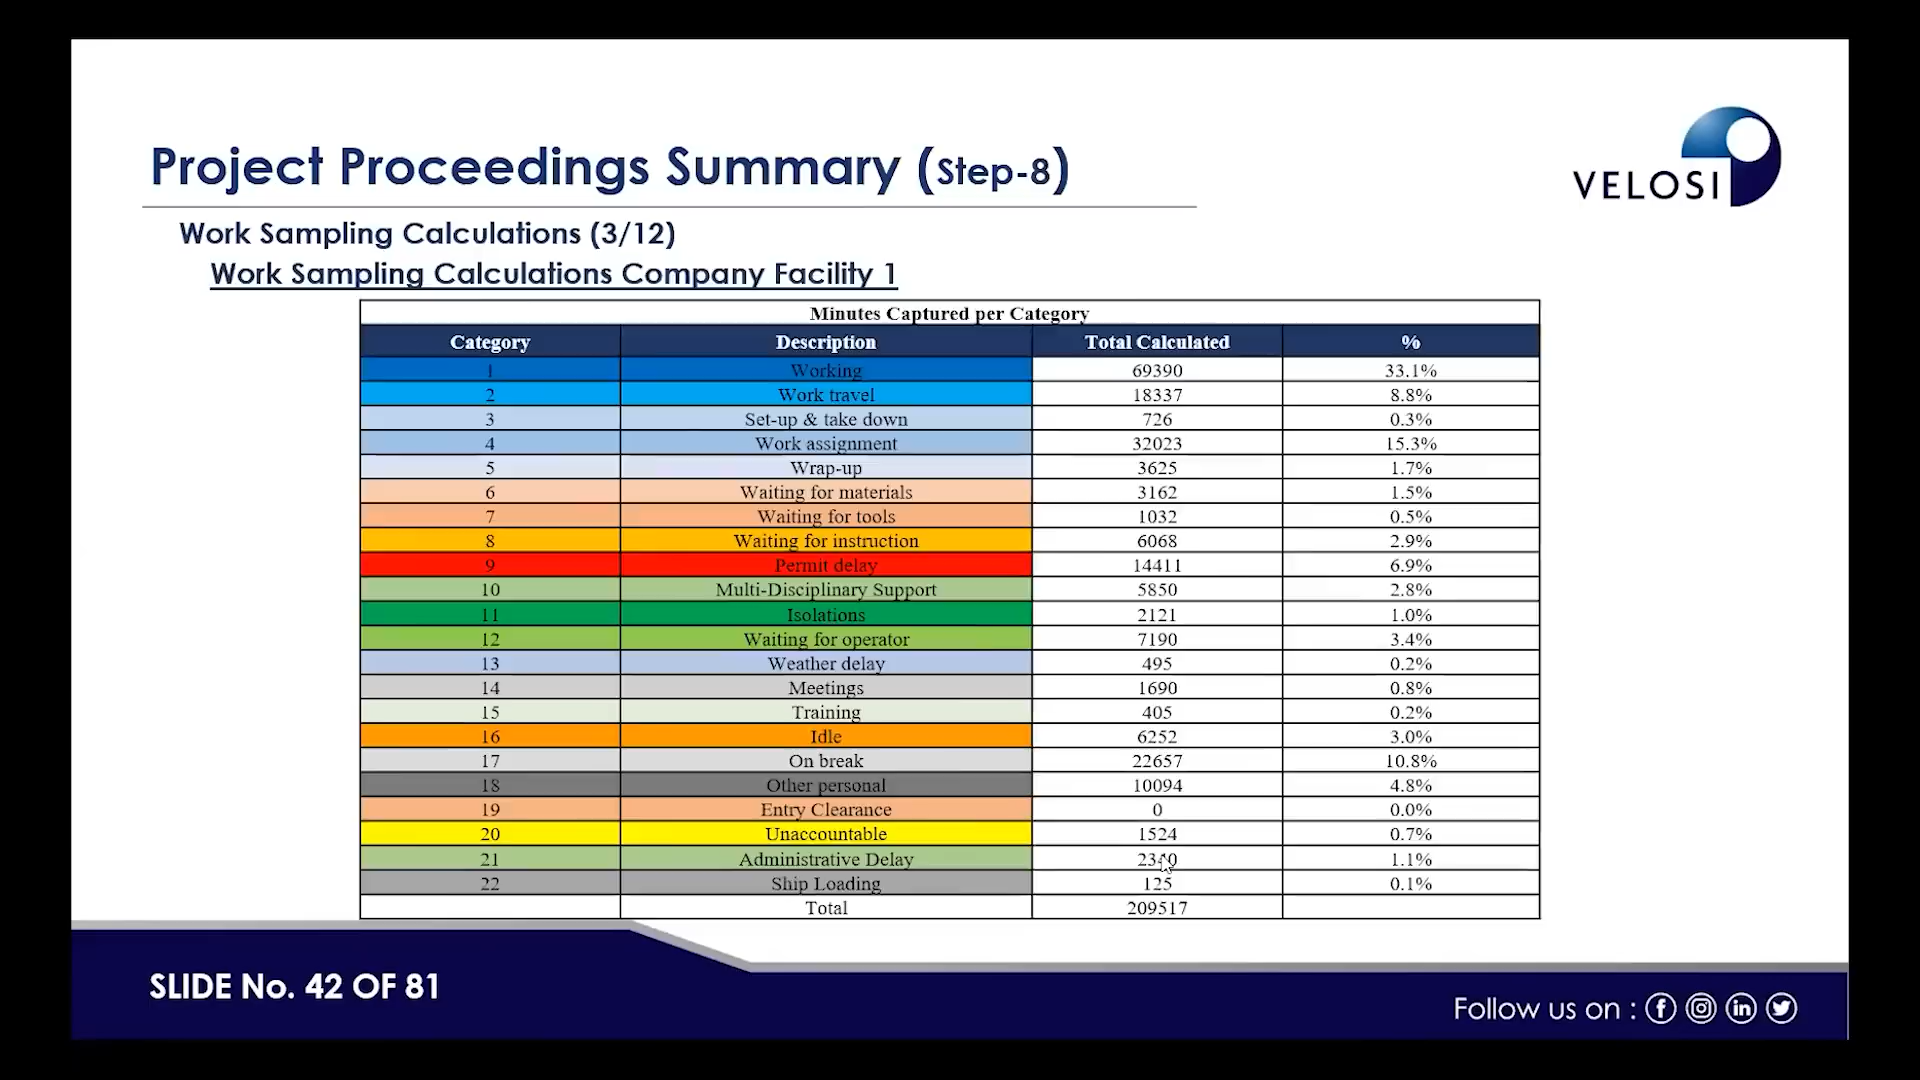 Project Proceedings Summary (Step-8)
VELOSI
Work Sampling Calculations (3/12)
Work Sampling Calculations Company Facility 1
Minutes Captured per Category
Category Description Total Calculated %
1 Working 69390 33.1%
2 Work travel 18337 8.8%
3 Set-up & take down 726 0.3%
4 Work assignment 32023 15.3%
5 Wrap-up 3625 1.7%
6 Waiting for materials 3162 1.5%
7 Waiting for tools 1032 0.5%
8 Waiting for instruction 6068 2.9%
9 Permit delay 14411 6.9%
10 Multi-Disciplinary Support 5850 2.8%
11 Isolations 2121 1.0%
12 Waiting for operator 7190 3.4%
13 Weather delay 495 0.2%
14 Meetings 1690 0.8%
15 Training 405 0.2%
16 Idle 6252 3.0%
17 On break 22657 10.8%
18 Other personal 10094 4.8%
19 Entry Clearance 0 0.0%
20 Unaccountable 1524 0.7%
21 Administrative Delay 2340 1.1%
22 Ship Loading 125 0.1%
Total 209517
SLIDE No. 42 OF 81
Follow us on :